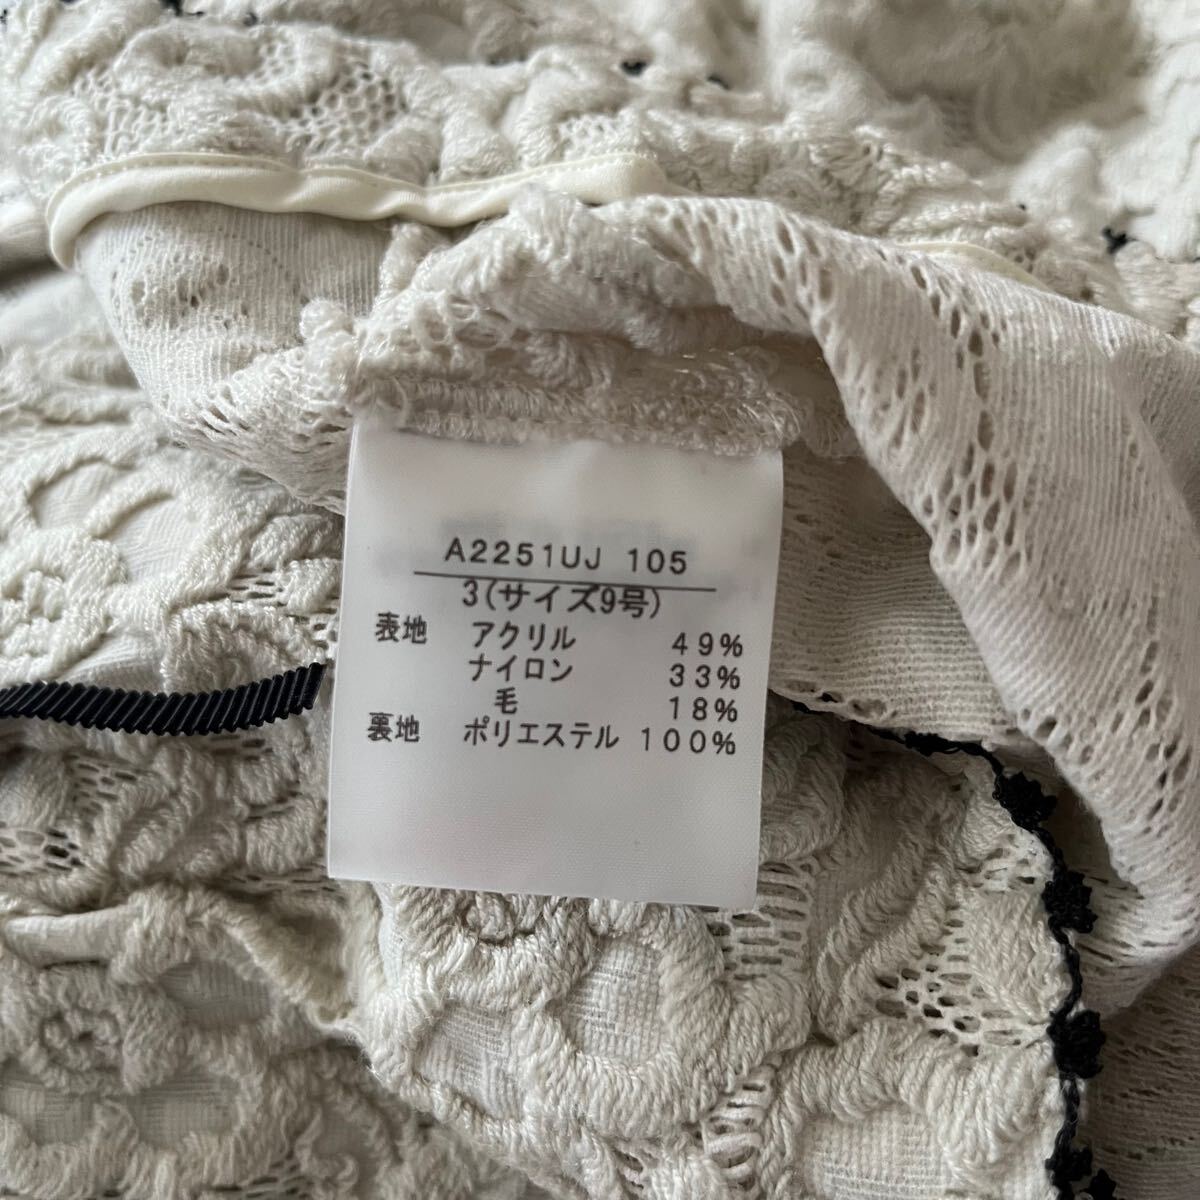 A2251UJ 105
3(サイズ9号)
表地 アクリル 49%
ナイロン 33%
毛 18%
裏地 ポリエステル 100%